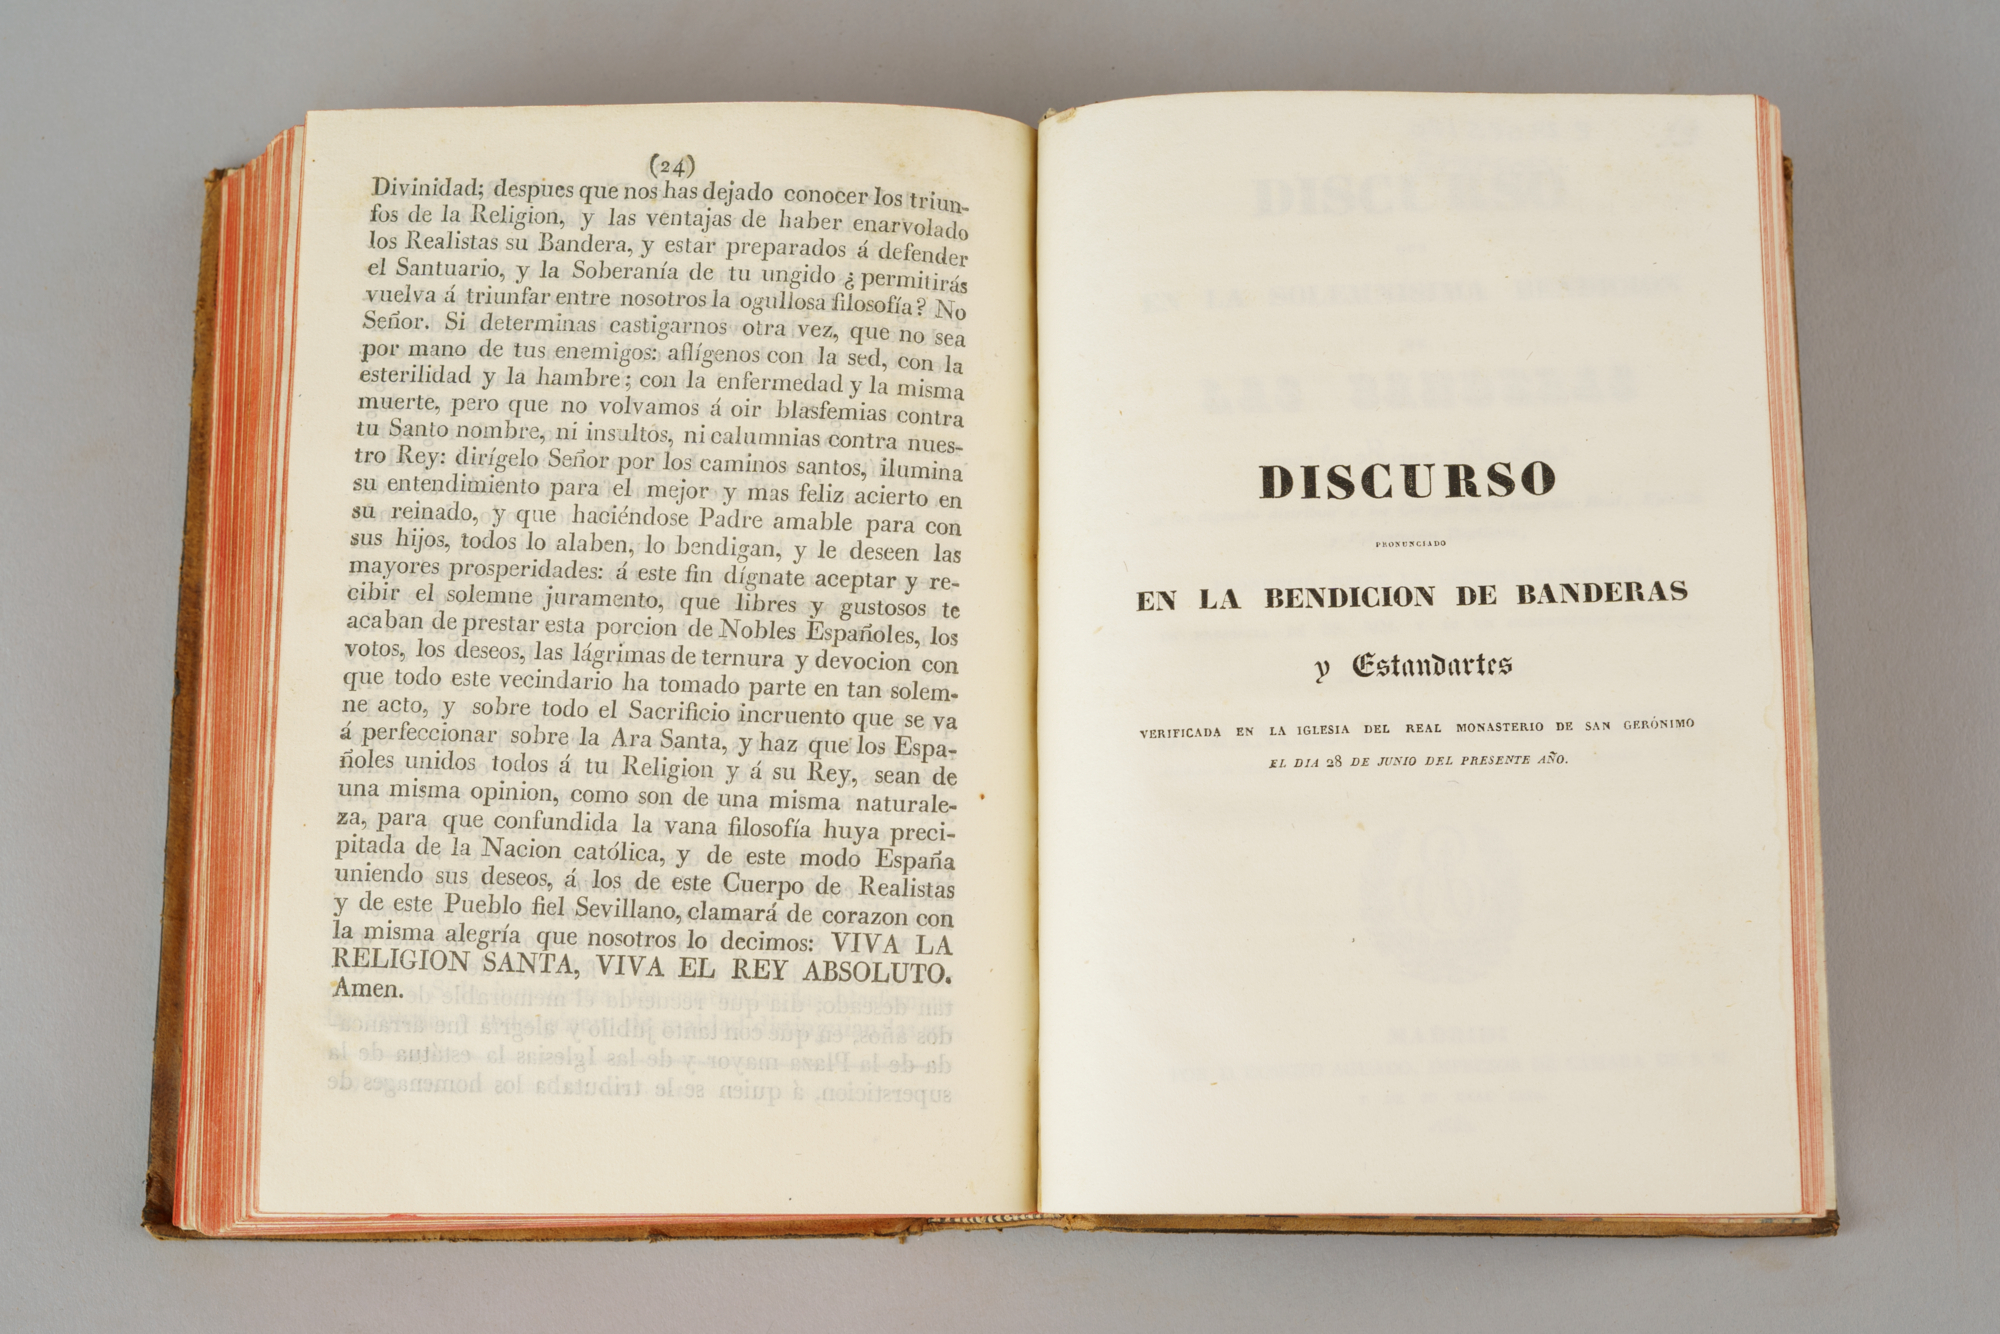 (24)
Divinidad; despues que nos has dejado conocer los triun-
fos de la Religion, y las ventajas de haber enarvolado
los Realistas su Bandera, y estar preparados á defender
el Santuario, y la Soberanía de tu ungido ¿permitirás
vuelva á triunfar entre nosotros la ogullosa filosofía? No
Señor. Si determinas castigarnos otra vez, que no sea
por mano de tus enemigos: aflígenos con la sed, con la
esterilidad y la hambre; con la enfermedad y la misma
muerte, pero que no volvamos á oir blasfemias contra
tu Santo nombre, ni insultos, ni calumnias contra nues-
tro Rey: dirígelo Señor por los caminos santos, ilumina
su entendimiento para el mejor y mas feliz acierto en
su reinado, y que haciéndose Padre amable para con
sus hijos, todos lo alaben, lo bendigan, y le deseen las
mayores prosperidades: á este fin dígnate aceptar y re-
cibir el solemne juramento, que libres y gustosos te
acaban de prestar esta porcion de Nobles Españoles, los
votos, los deseos, las lágrimas de ternura y devocion con
que todo este vecindario ha tomado parte en tan solem-
ne acto, y sobre todo el Sacrificio incruento que se va
á perfeccionar sobre la Ara Santa, y haz que los Espa-
ñoles unidos todos á tu Religion y á su Rey, sean de
una misma opinion, como son de una misma naturale-
za, para que confundida la vana filosofía huya preci-
pitada de la Nacion católica, y de este modo España
uniendo sus deseos, á los de este Cuerpo de Realistas
y de este Pueblo fiel Sevillano, clamará de corazon con
la misma alegría que nosotros lo decimos: VIVA LA
RELIGION SANTA, VIVA EL REY ABSOLUTO.
Amen.
DISCURSO
PRONUNCIADO
EN LA BENDICION DE BANDERAS
y Estandartes
VERIFICADA EN LA IGLESIA DEL REAL MONASTERIO DE SAN GERÓNIMO
EL DIA 28 DE JUNIO DEL PRESENTE AÑO.